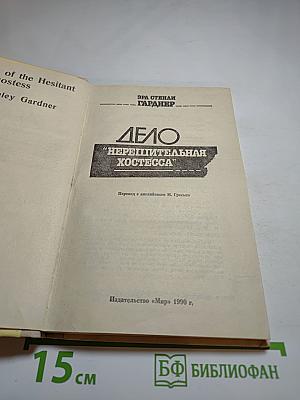 of the Hesitant
ostess
ley Gardner
ЭРЛ СТЕНЛИ
ГАРДНЕР
ДЕЛО
"НЕРЕШИТЕЛЬНАЯ
ХОСТЕССА"
Перевод с английского М. Гресько
Издательство «Мир» 1990 г.
15 см
БФ БИБЛИОФАН